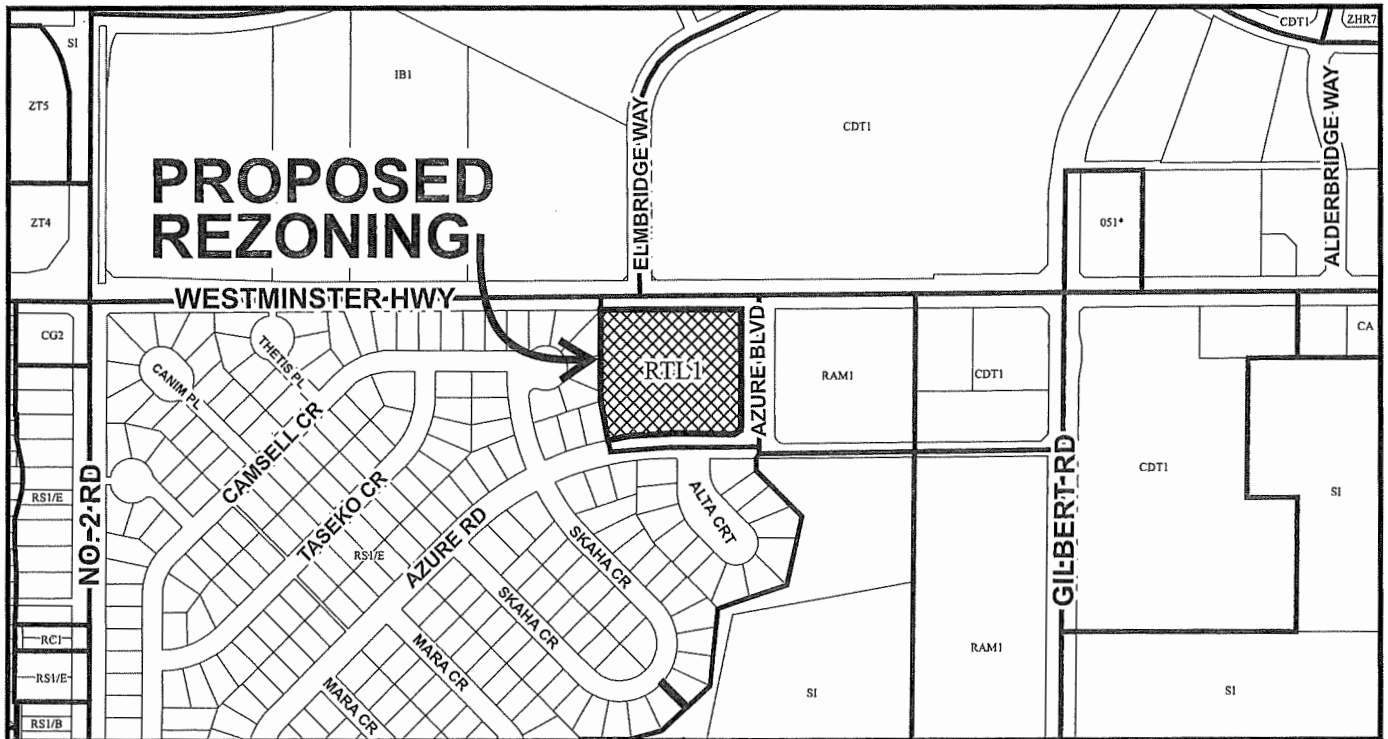 SI
IB1
CDT1
ZHR7
ZT5
CDT1
ELMBRIDGE WAY
ALDERBRIDGE WAY
PROPOSED
REZONING
ZT4
051*
WESTMINSTER HWY
CG2
THETIS PL
CANIM PL
RTL1
AZURE BLVD
RAM1
CDT1
CA
CAMSELL CR
TASEKO CR
NO. 2 RD
RS1/E
RS1/E
AZURE RD
ALTA CRT
SKAHA CR
SKAHA CR
GILBERT RD
CDT1
SI
RC1
RS1/E
RS1/B
MARA CR
MARA CR
SI
RAM1
SI